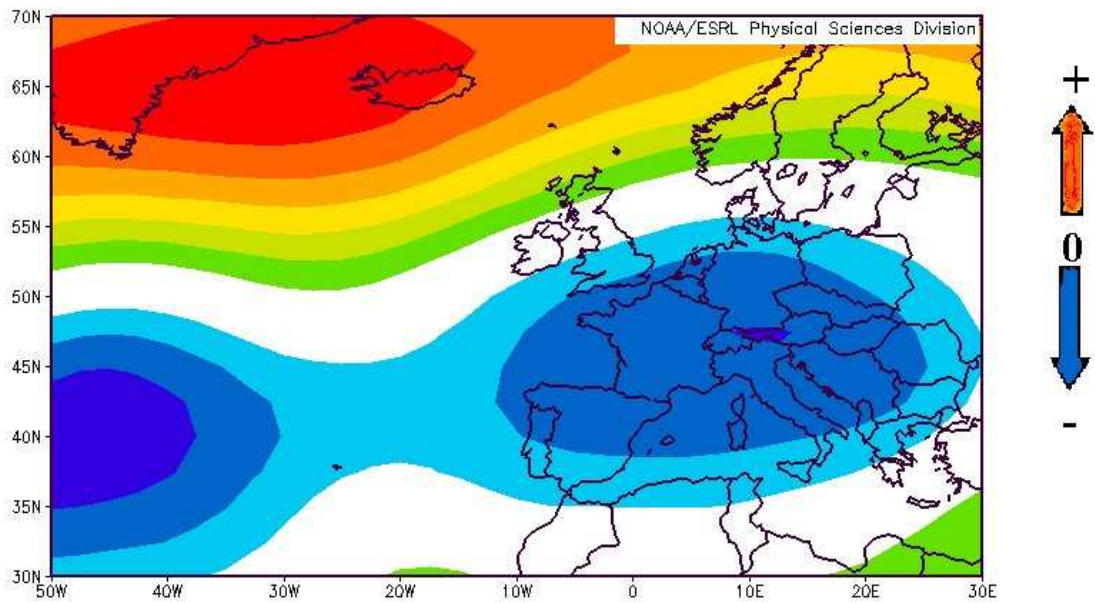 70N
NOAA/ESRL Physical Sciences Division
65N
60N
55N
50N
45N
40N
35N
30N
50W 40W 30W 20W 10W 0 10E 20E 30E
+
0
-